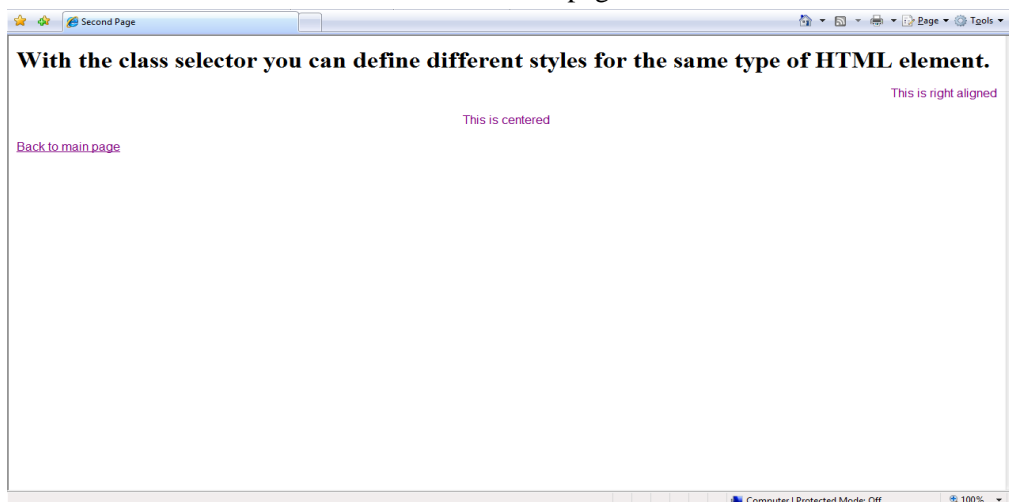 page
Second Page
Page Tools
With the class selector you can define different styles for the same type of HTML element.
This is right aligned
This is centered
Back to main page
Computer | Protected Mode: Off 100%